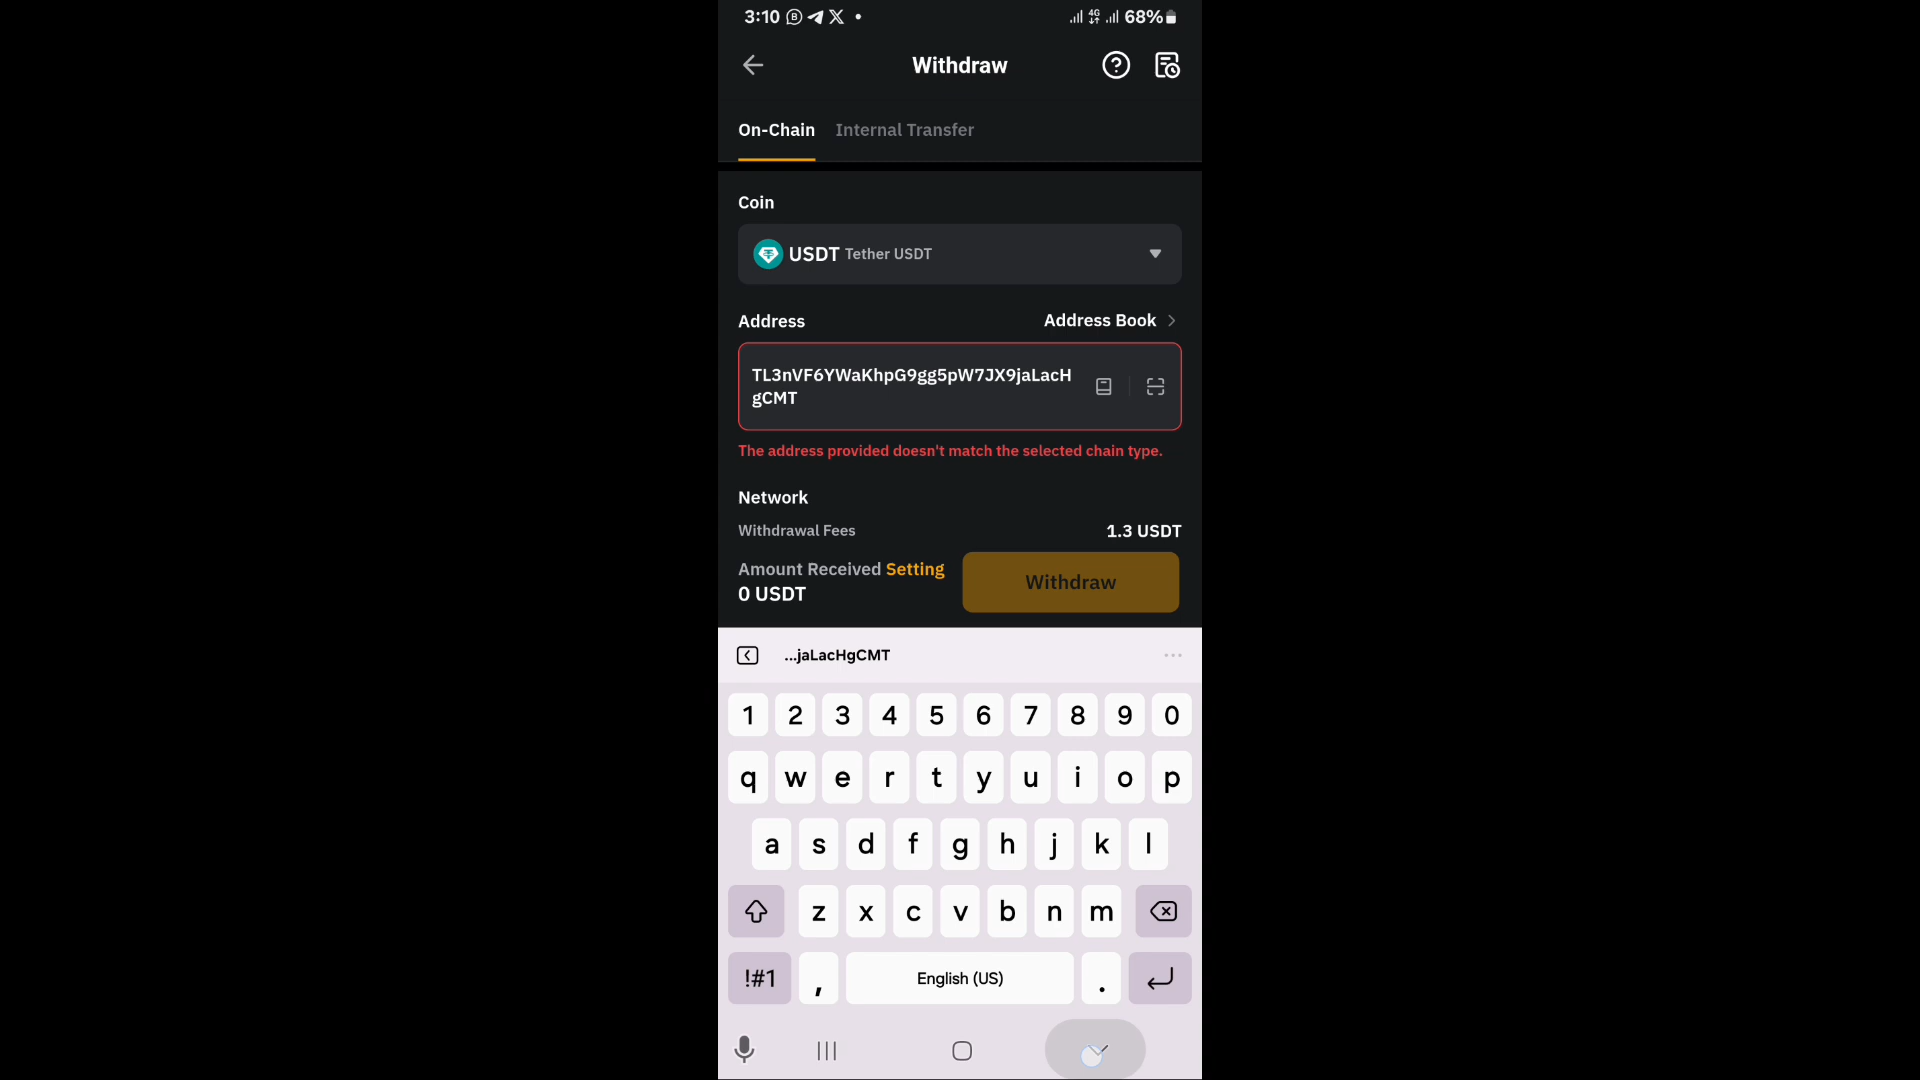 3:10 4G 68%
Withdraw
On-Chain Internal Transfer
Coin
USDT Tether USDT
Address Address Book
TL3nVF6YWaKhpG9gg5pW7JX9jaLacH
gCMT
The address provided doesn't match the selected chain type.
Network
Withdrawal Fees 1.3 USDT
Amount Received Setting
0 USDT
Withdraw
...jaLacHgCMT
1 2 3 4 5 6 7 8 9 0
q w e r t y u i o p
a s d f g h j k l
z x c v b n m
!#1 , English (US) .